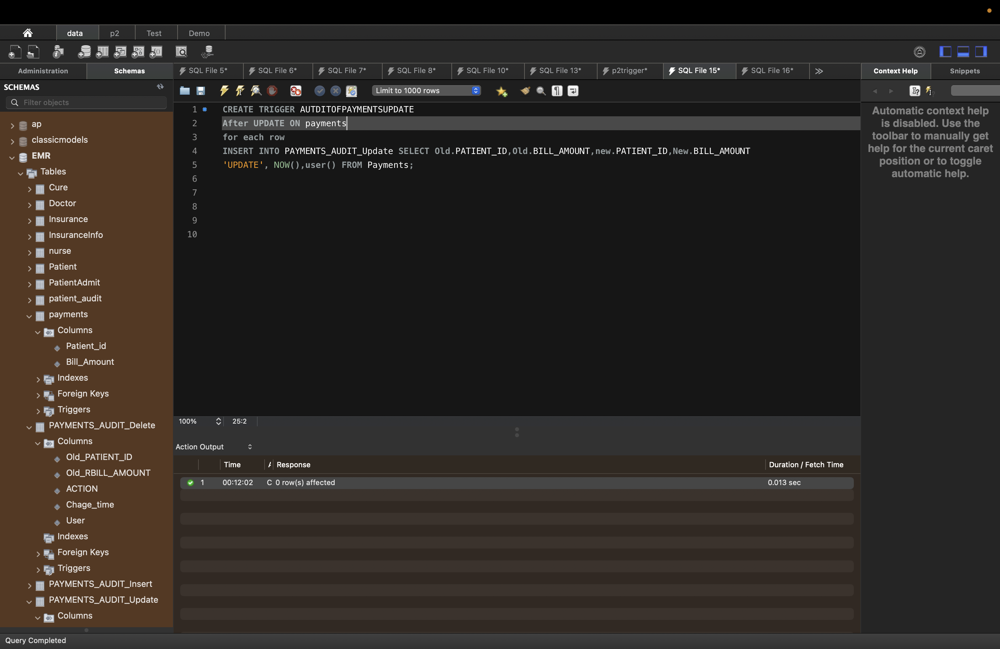 data
p2
Test
Demo
Administration
Schemas
SQL File 5*
SQL File 6*
SQL File 7*
SQL File 8*
SQL File 10*
SQL File 13*
p2trigger*
SQL File 15*
SQL File 16*
Context Help
Snippets
SCHEMAS
Limit to 1000 rows
Filter objects
Automatic context help
is disabled. Use the
toolbar to manually get
help for the current caret
position or to toggle
automatic help.
1 CREATE TRIGGER AUTDITOFPAYMENTSUPDATE
2 After UPDATE ON payments
3 for each row
4 INSERT INTO PAYMENTS_AUDIT_Update SELECT Old.PATIENT_ID,Old.BILL_AMOUNT,new.PATIENT_ID,New.BILL_AMOUNT
5 'UPDATE', NOW(),user() FROM Payments;
6
7
8
9
10
ap
classicmodels
EMR
Tables
Cure
Doctor
Insurance
InsuranceInfo
nurse
Patient
PatientAdmit
patient_audit
payments
Columns
Patient_id
Bill_Amount
Indexes
Foreign Keys
Triggers
PAYMENTS_AUDIT_Delete
Columns
Old_PATIENT_ID
Old_RBILL_AMOUNT
ACTION
Chage_time
User
Indexes
Foreign Keys
Triggers
PAYMENTS_AUDIT_Insert
PAYMENTS_AUDIT_Update
Columns
100%
25:2
Action Output
Time
Response
Duration / Fetch Time
1 00:12:02 C 0 row(s) affected 0.013 sec
Query Completed